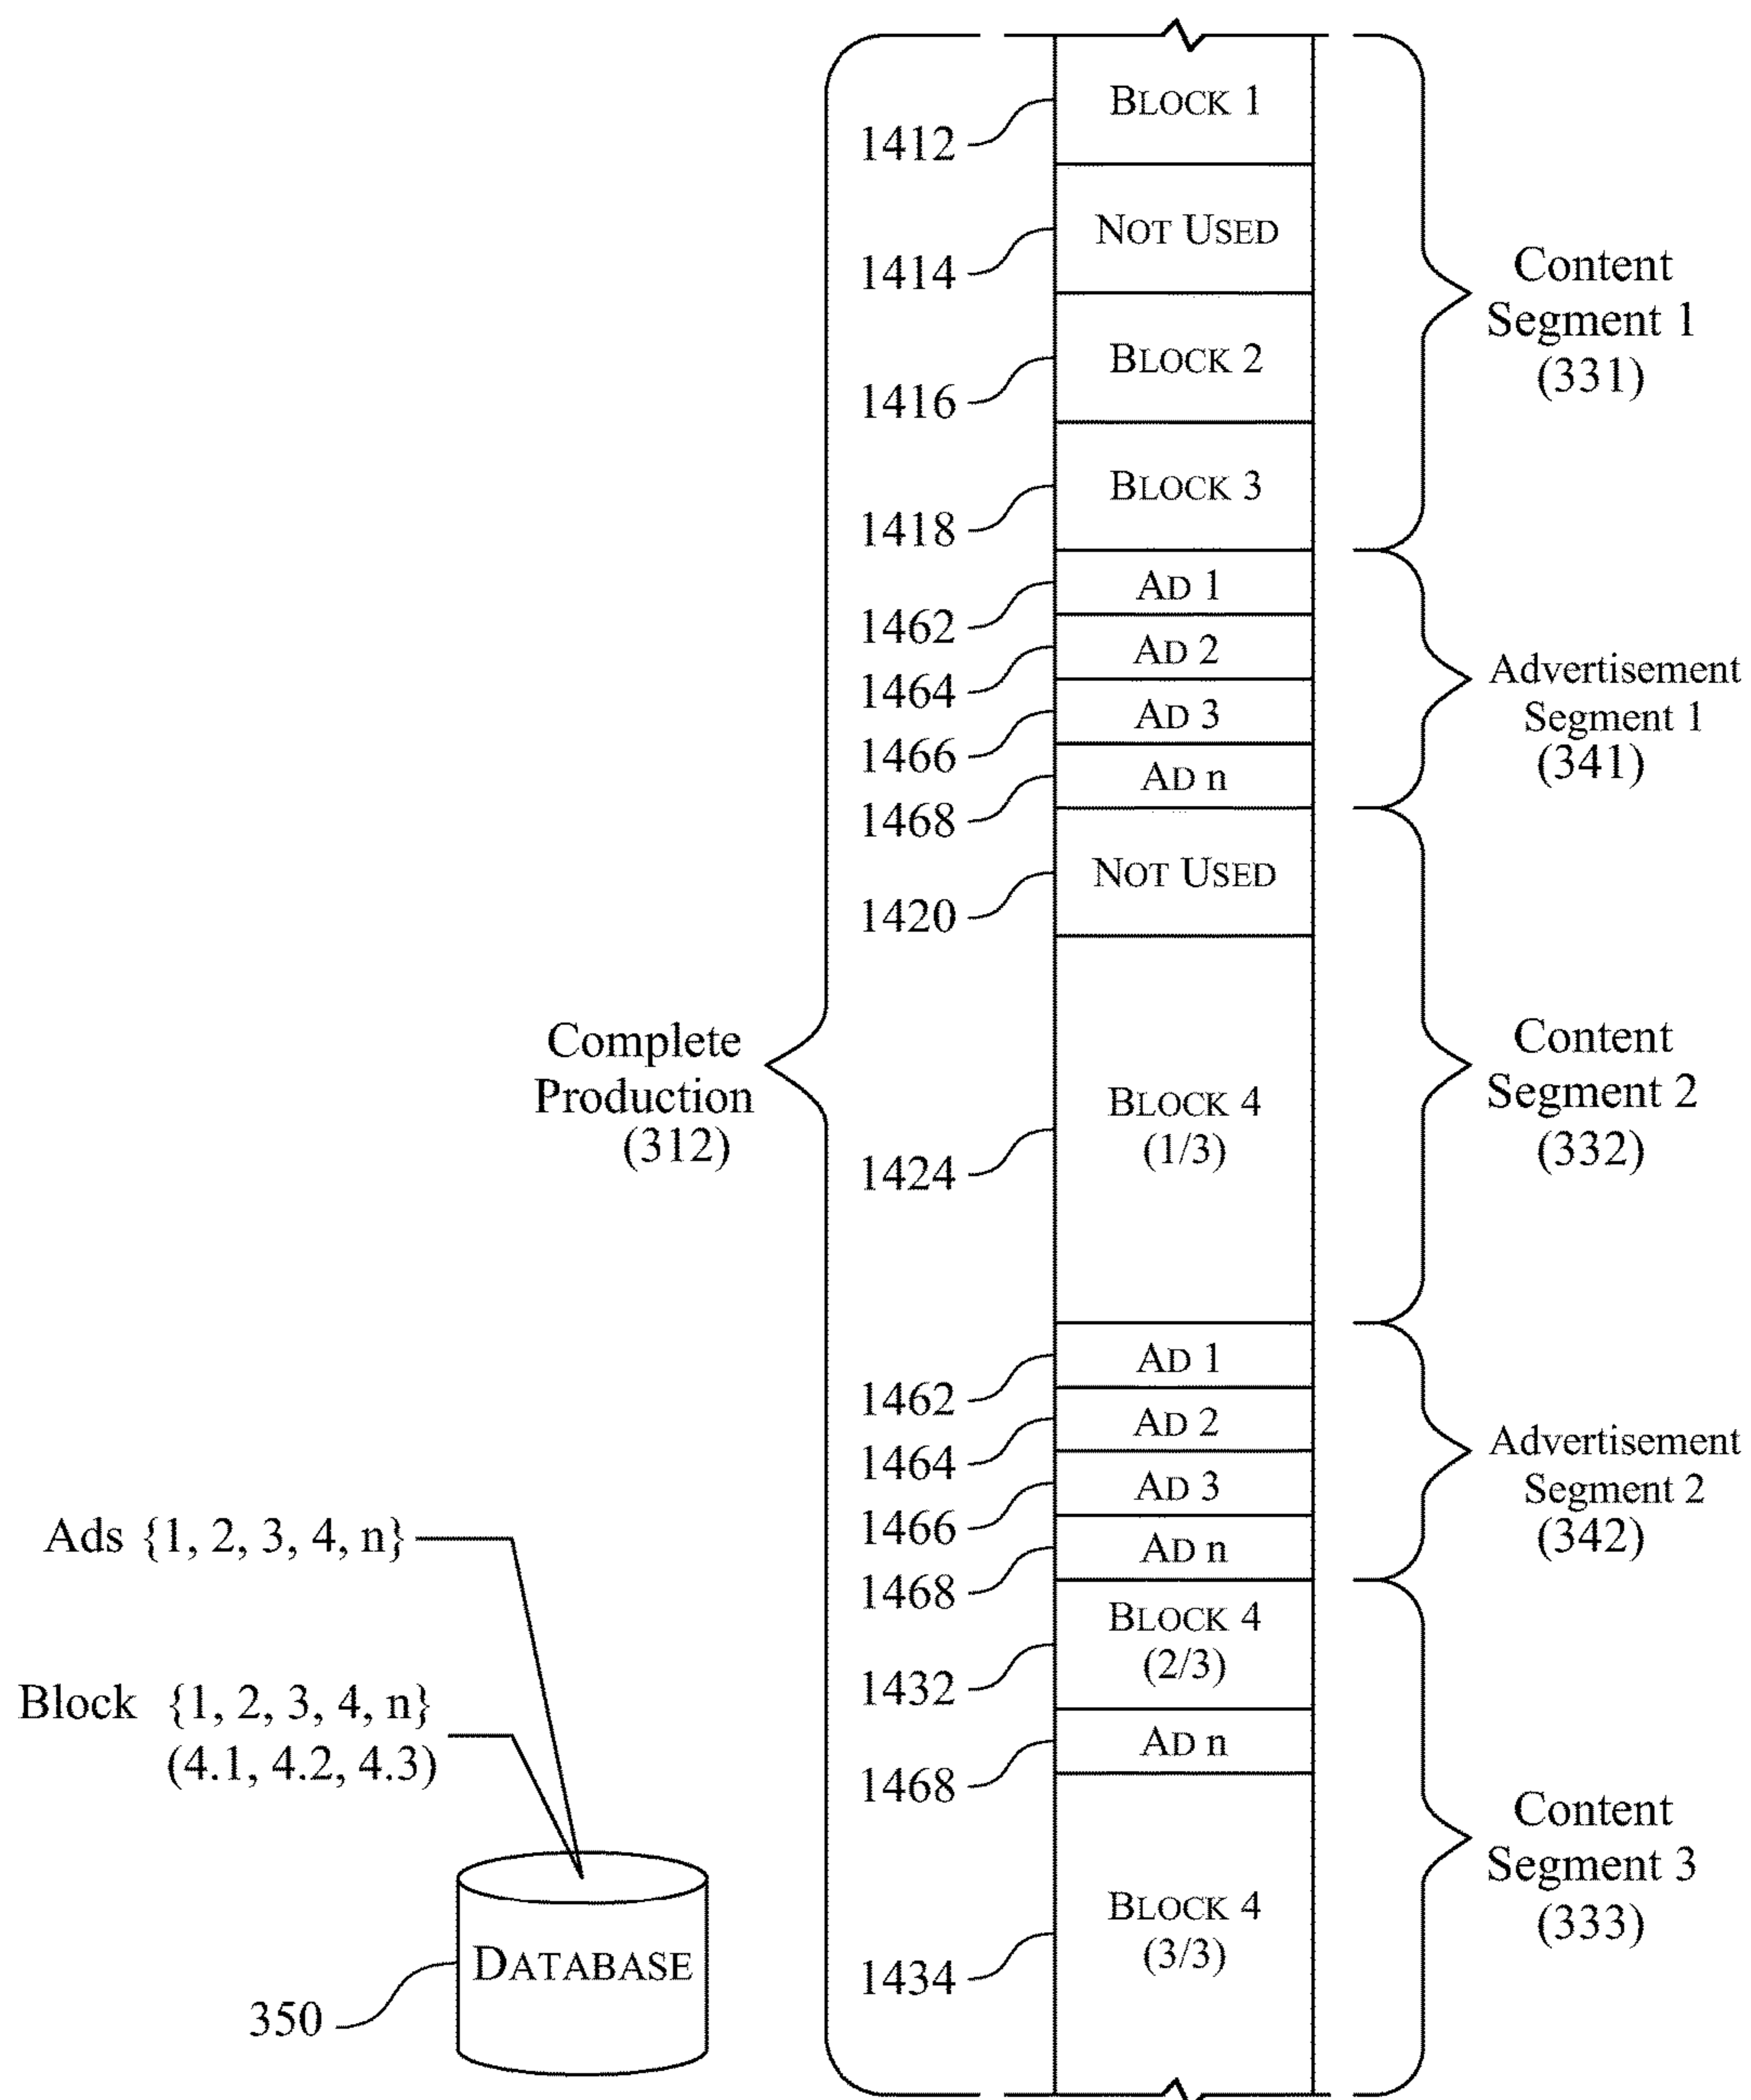 BLOCK 1
1412
NOT USED
1414
Content
Segment 1
(331)
BLOCK 2
1416
BLOCK 3
1418
AD 1
1462
AD 2
1464
AD 3
1466
AD n
1468
Advertisement
Segment 1
(341)
NOT USED
1420
Complete
Production
(312)
BLOCK 4
(1/3)
1424
Content
Segment 2
(332)
AD 1
1462
AD 2
1464
AD 3
1466
AD n
1468
Advertisement
Segment 2
(342)
Ads {1, 2, 3, 4, n}
Block {1, 2, 3, 4, n}
(4.1, 4.2, 4.3)
BLOCK 4
(2/3)
1432
AD n
1468
BLOCK 4
(3/3)
1434
Content
Segment 3
(333)
DATABASE
350